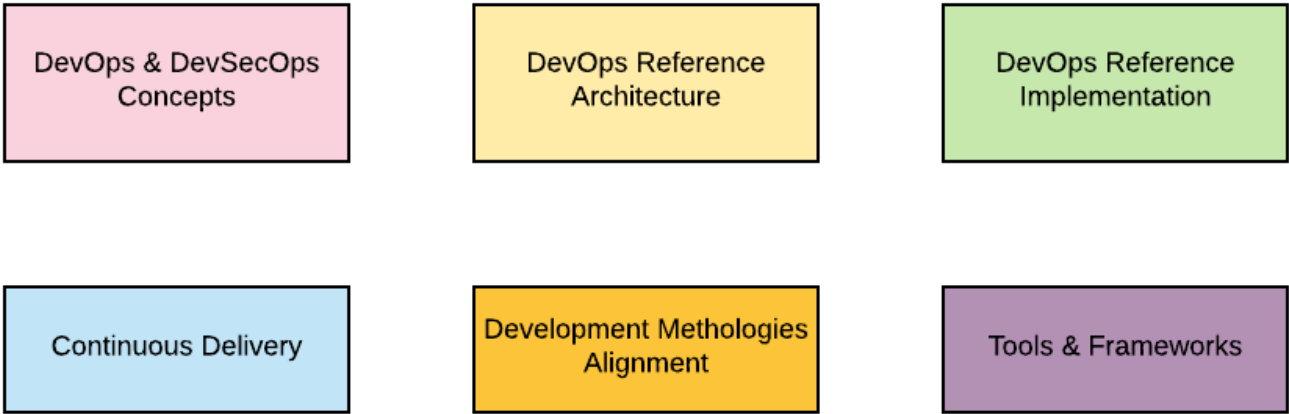 DevOps & DevSecOps
Concepts
DevOps Reference
Architecture
DevOps Reference
Implementation
Continuous Delivery
Development Methologies
Alignment
Tools & Frameworks